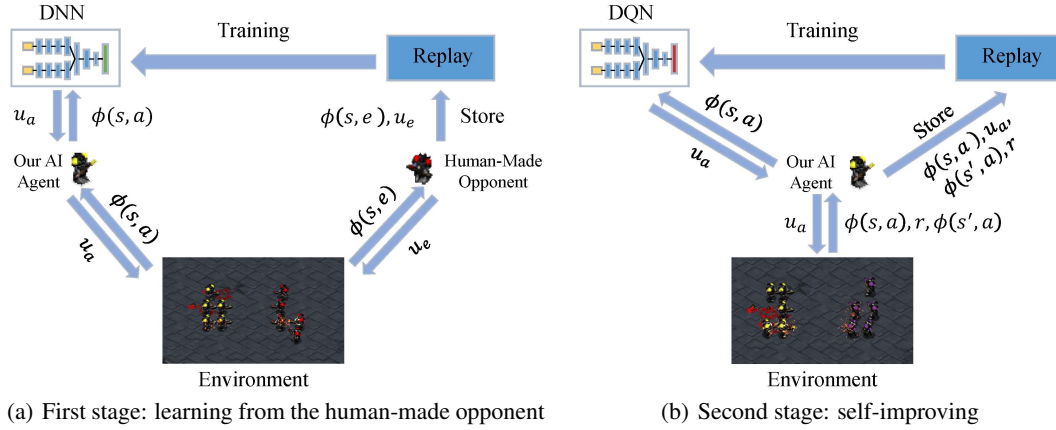 DNN
Training
Replay
u_a
ϕ(s, a)
ϕ(s, e), u_e
Store
Our AI
Agent
Human-Made
Opponent
ϕ(s, a)
u_a
ϕ(s, e)
u_e
Environment
(a) First stage: learning from the human-made opponent
DQN
Training
Replay
ϕ(s, a)
u_a
Store
ϕ(s, a), u_a,
ϕ(s', a), r
Our AI
Agent
u_a
ϕ(s, a), r, ϕ(s', a)
Environment
(b) Second stage: self-improving